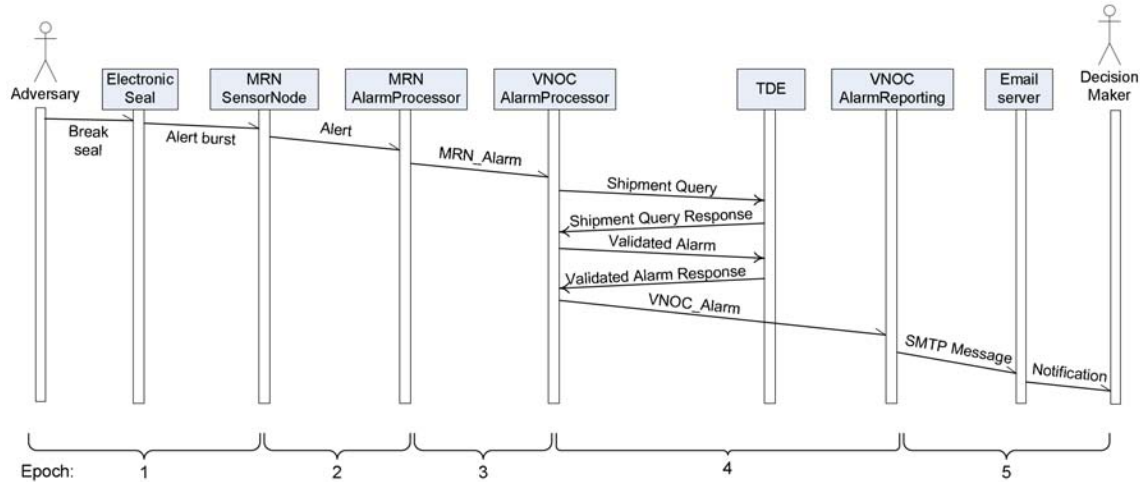 Adversary
Electronic
Seal
MRN
SensorNode
MRN
AlarmProcessor
VNOC
AlarmProcessor
TDE
VNOC
AlarmReporting
Email
server
Decision
Maker
Break
seal
Alert burst
Alert
MRN_Alarm
Shipment Query
Shipment Query Response
Validated Alarm
Validated Alarm Response
VNOC_Alarm
SMTP Message
Notification
Epoch: 1 2 3 4 5